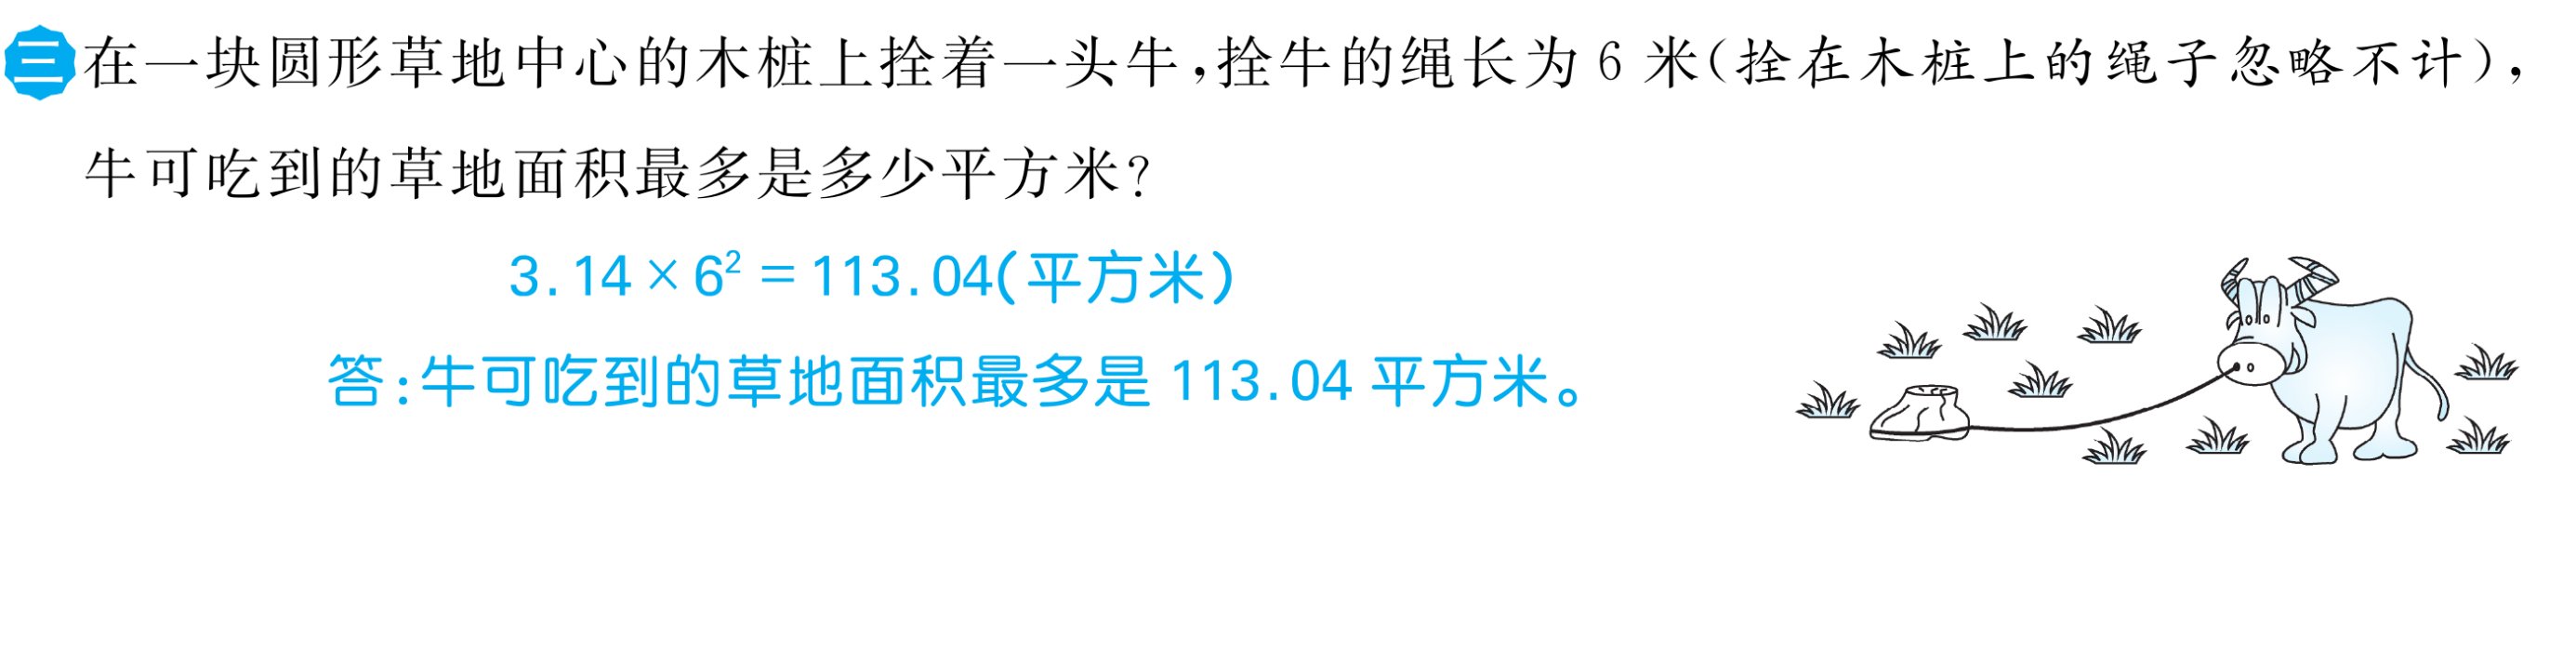 三 在一块圆形草地中心的木桩上拴着一头牛,拴牛的绳长为 6 米(拴在木桩上的绳子忽略不计),
牛可吃到的草地面积最多是多少平方米?
3.14×6²=113.04(平方米)
答:牛可吃到的草地面积最多是 113.04 平方米。